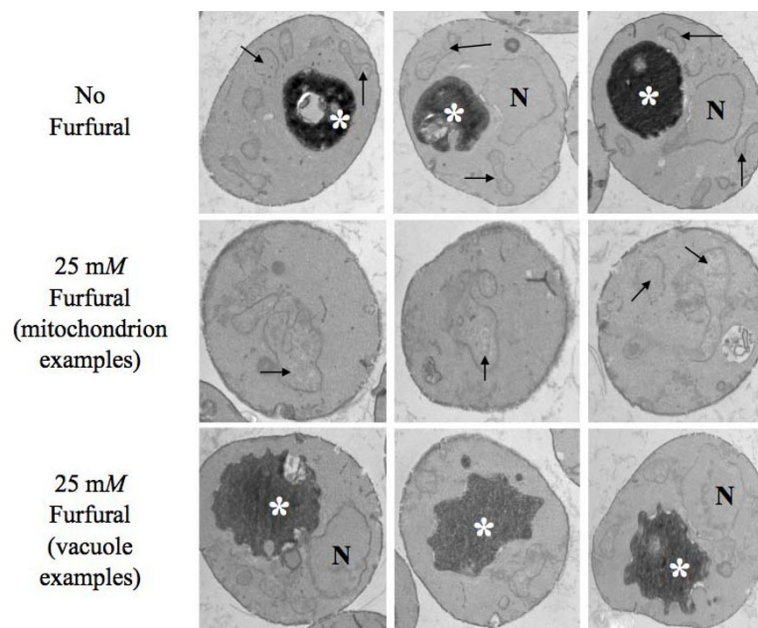 No
Furfural
*
*
N
*
N
25 mM
Furfural
(mitochondrion
examples)
25 mM
Furfural
(vacuole
examples)
*
N
*
N
*